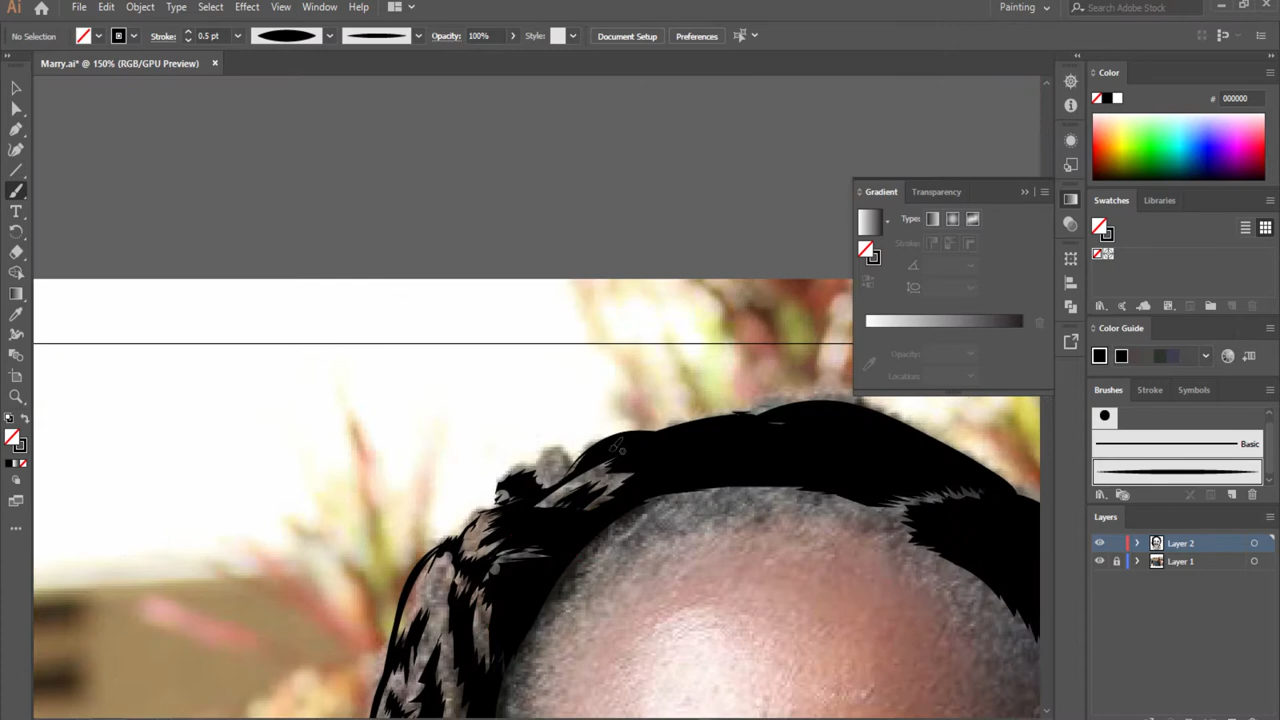 Ai File Edit Object Type Select Effect View Window Help Painting Search Adobe Stock
No Selection Stroke: 0.5 pt Opacity: 100% Style: Document Setup Preferences
Marry.ai* @ 150% (RGB/GPU Preview) ×
Color
# 000000
Gradient Transparency
Type:
Stroke:
Opacity:
Location:
Swatches Libraries
Color Guide
Brushes Stroke Symbols
Basic
Layers
Layer 2
Layer 1